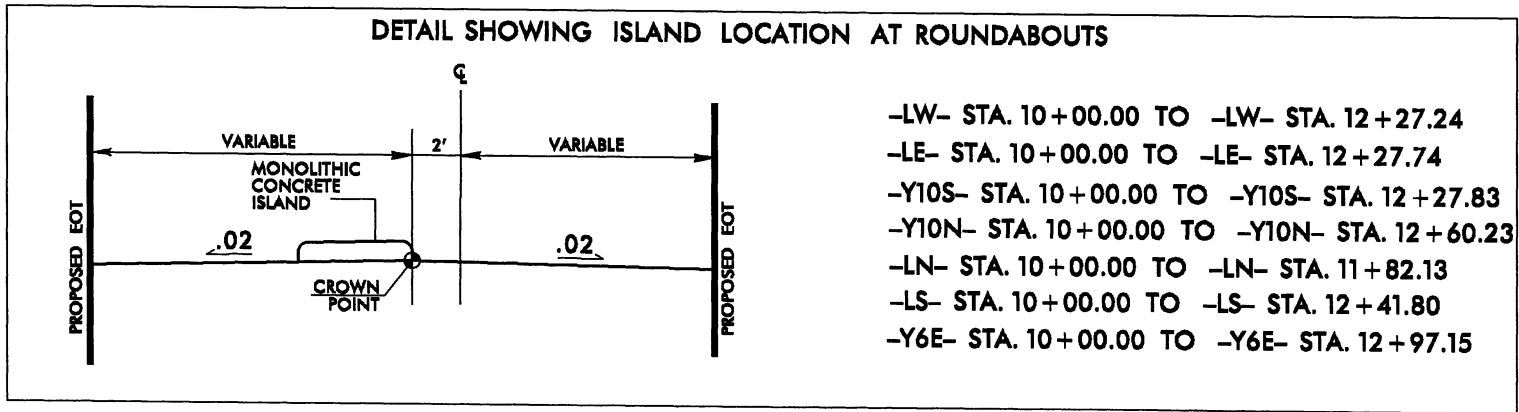 DETAIL SHOWING ISLAND LOCATION AT ROUNDABOUTS
℄
VARIABLE
2'
VARIABLE
MONOLITHIC
CONCRETE
ISLAND
.02
.02
CROWN
POINT
PROPOSED EOT
PROPOSED EOT
–LW– STA. 10+00.00 TO –LW– STA. 12+27.24
–LE– STA. 10+00.00 TO –LE– STA. 12+27.74
–Y10S– STA. 10+00.00 TO –Y10S– STA. 12+27.83
–Y10N– STA. 10+00.00 TO –Y10N– STA. 12+60.23
–LN– STA. 10+00.00 TO –LN– STA. 11+82.13
–LS– STA. 10+00.00 TO –LS– STA. 12+41.80
–Y6E– STA. 10+00.00 TO –Y6E– STA. 12+97.15